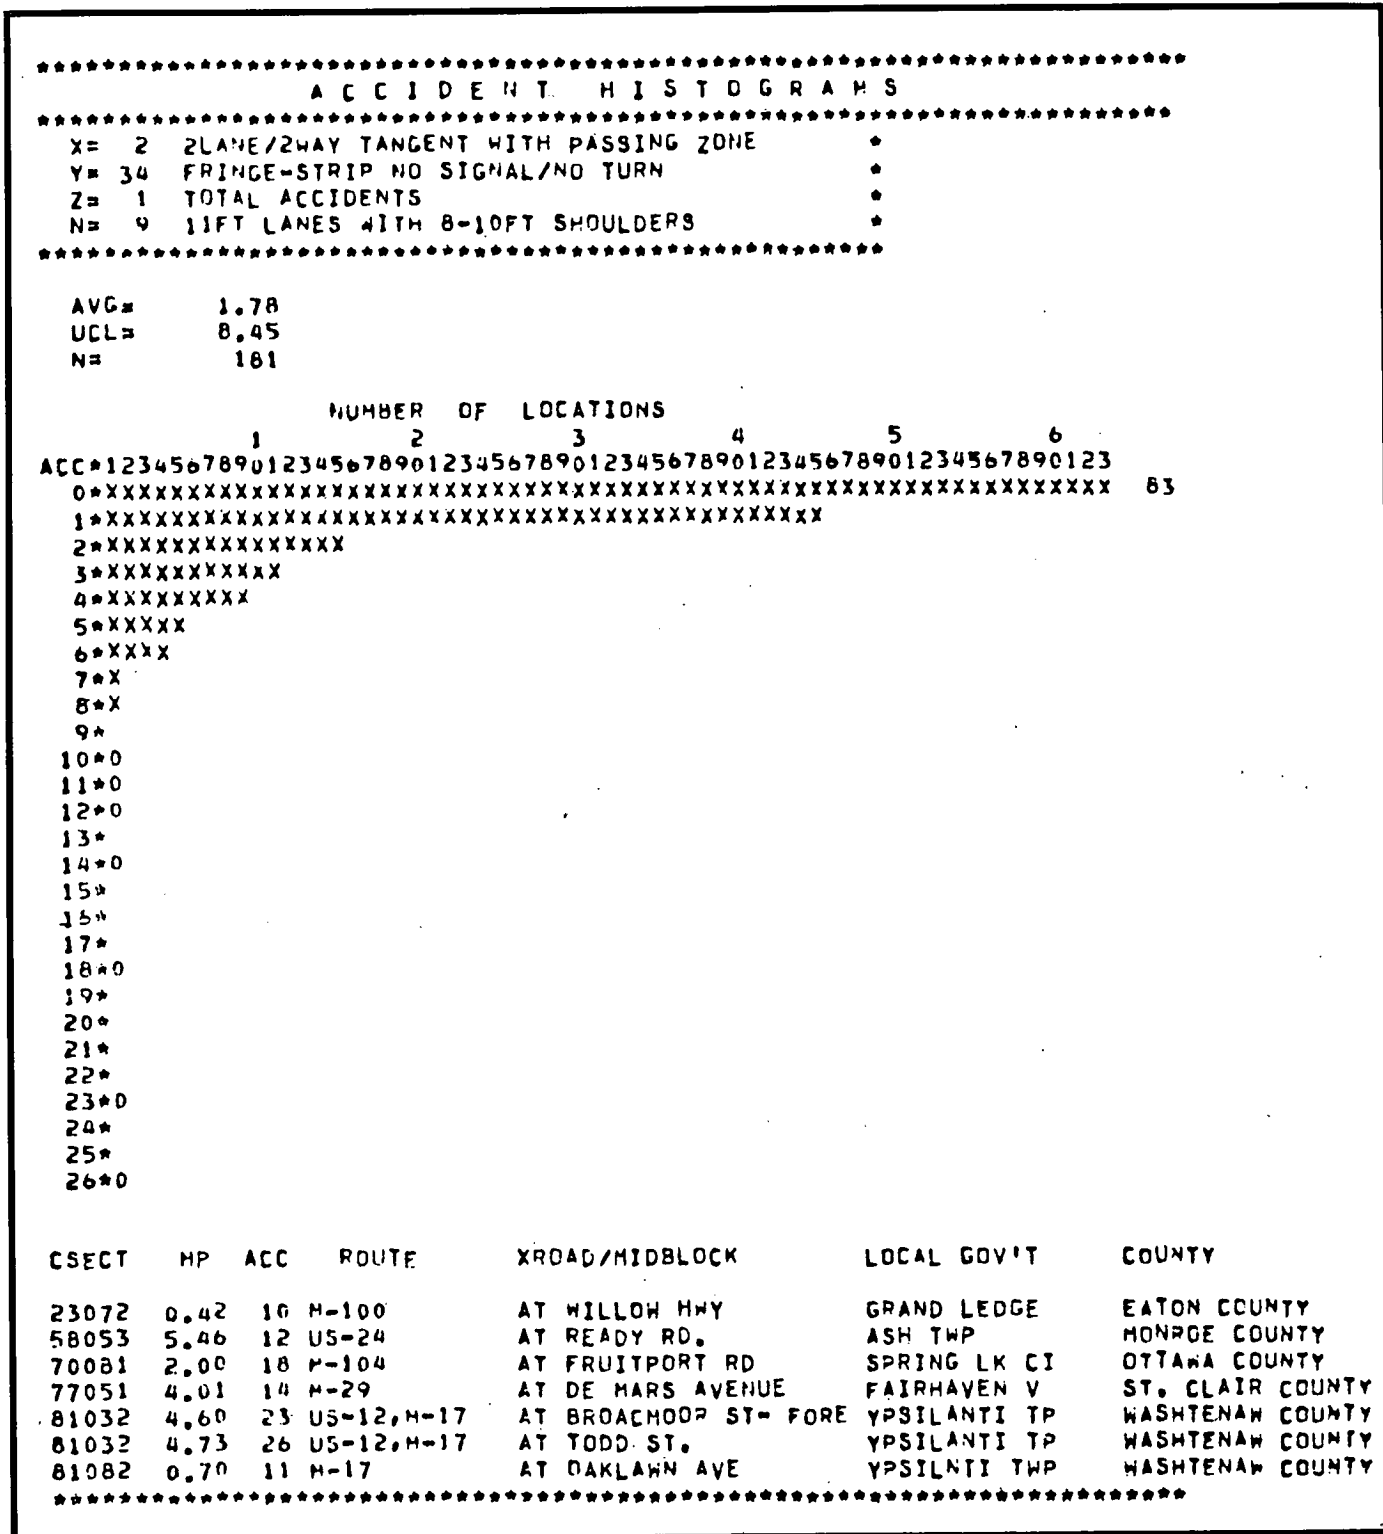 ***********************************************************************
A C C I D E N T   H I S T O G R A M S
***********************************************************************
X=  2  2LANE/2WAY TANGENT WITH PASSING ZONE  *
Y= 34  FRINGE-STRIP NO SIGNAL/NO TURN  *
Z=  1  TOTAL ACCIDENTS  *
N=  9  11FT LANES WITH 8-10FT SHOULDERS  *
*****************************************************
AVG=  1.78
UCL=  8.45
N=  181
NUMBER  OF  LOCATIONS
1 2 3 4 5 6
ACC*123456789012345678901234567890123456789012345678901234567890123
0*XXXXXXXXXXXXXXXXXXXXXXXXXXXXXXXXXXXXXXXXXXXXXXXXXXXXXXXXXXXXXXX  83
1*XXXXXXXXXXXXXXXXXXXXXXXXXXXXXXXXXXXXXXXXXXXXX
2*XXXXXXXXXXXXXXX
3*XXXXXXXXXXX
4*XXXXXXXXX
5*XXXXX
6*XXXX
7*X
8*X
9*
10*0
11*0
12*0
13*
14*0
15*
16*
17*
18*0
19*
20*
21*
22*
23*0
24*
25*
26*0
CSECT  MP  ACC  ROUTE  XROAD/MIDBLOCK  LOCAL GOV'T  COUNTY
23072  0.42  10 M-100  AT WILLOW HWY  GRAND LEDGE  EATON COUNTY
58053  5.46  12 US-24  AT READY RD.  ASH TWP  MONROE COUNTY
70081  2.00  18 M-104  AT FRUITPORT RD  SPRING LK CI  OTTAWA COUNTY
77051  4.01  14 M-29  AT DE MARS AVENUE  FAIRHAVEN V  ST. CLAIR COUNTY
81032  4.60  23 US-12,M-17  AT BROADMOOR ST- FORE  YPSILANTI TP  WASHTENAW COUNTY
81032  4.73  26 US-12,M-17  AT TODD ST.  YPSILANTI TP  WASHTENAW COUNTY
81082  0.70  11 M-17  AT OAKLAWN AVE  YPSILNTI TWP  WASHTENAW COUNTY
***********************************************************************